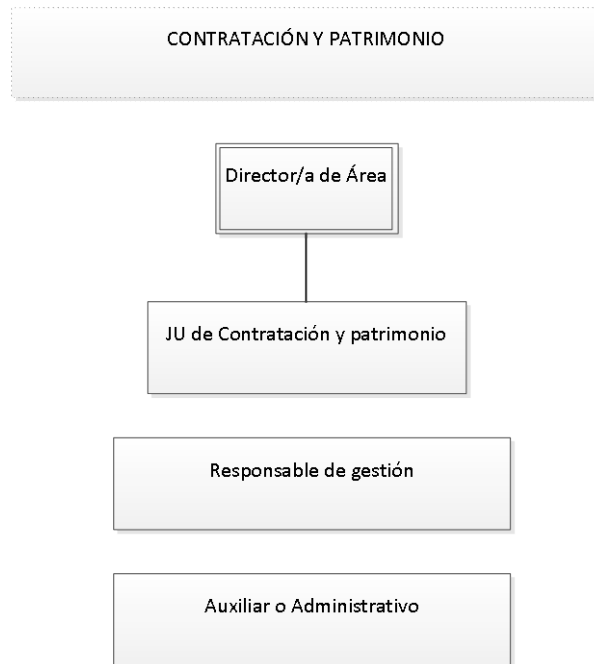 CONTRATACIÓN Y PATRIMONIO
Director/a de Área
JU de Contratación y patrimonio
Responsable de gestión
Auxiliar o Administrativo